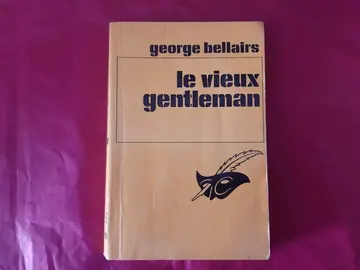 george bellairs
le vieux
gentleman